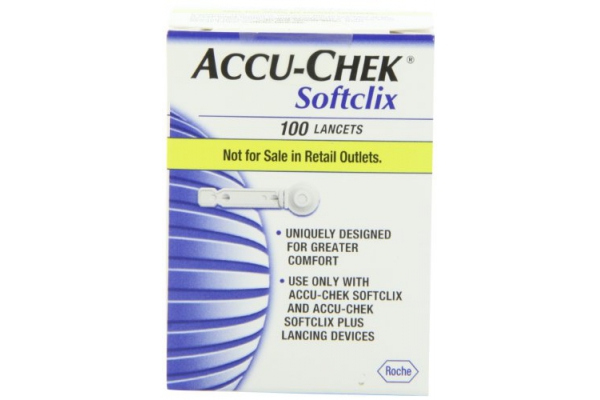 ACCU-CHEK®
Softclix
100 LANCETS
Not for Sale in Retail Outlets.
• UNIQUELY DESIGNED
FOR GREATER
COMFORT
• USE ONLY WITH
ACCU-CHEK SOFTCLIX
AND ACCU-CHEK
SOFTCLIX PLUS
LANCING DEVICES
Roche